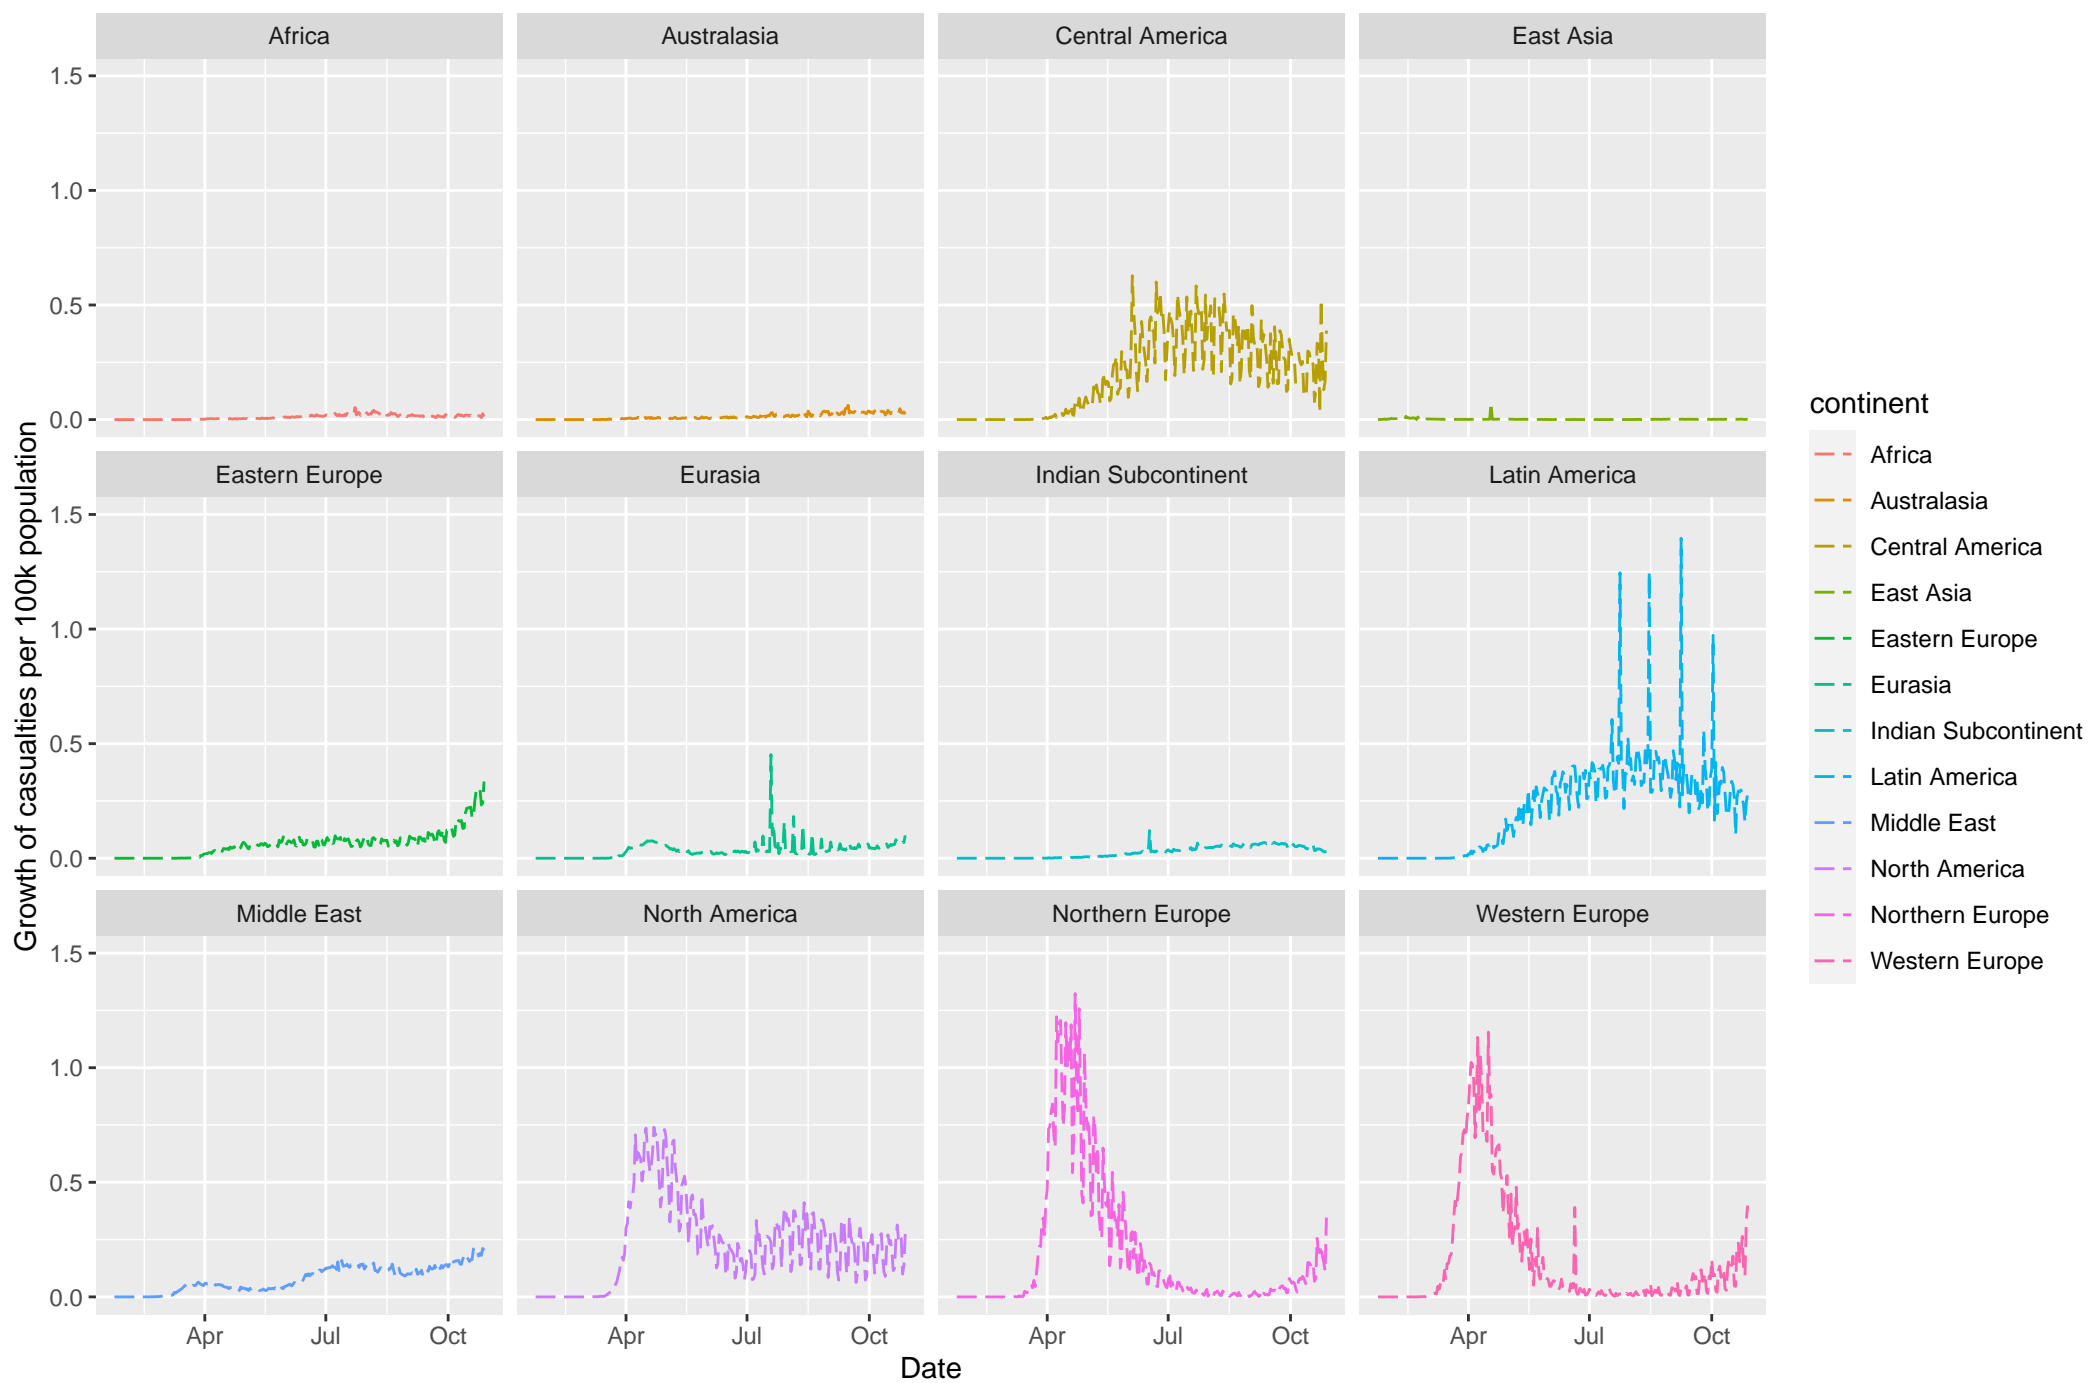 Africa
Australasia
Central America
East Asia
1.5
1.0
0.5
0.0
Eastern Europe
Eurasia
Indian Subcontinent
Latin America
1.5
1.0
0.5
0.0
Middle East
North America
Northern Europe
Western Europe
1.5
1.0
0.5
0.0
Apr Jul Oct
Apr Jul Oct
Apr Jul Oct
Apr Jul Oct
Date
Growth of casualties per 100k population
continent
Africa
Australasia
Central America
East Asia
Eastern Europe
Eurasia
Indian Subcontinent
Latin America
Middle East
North America
Northern Europe
Western Europe